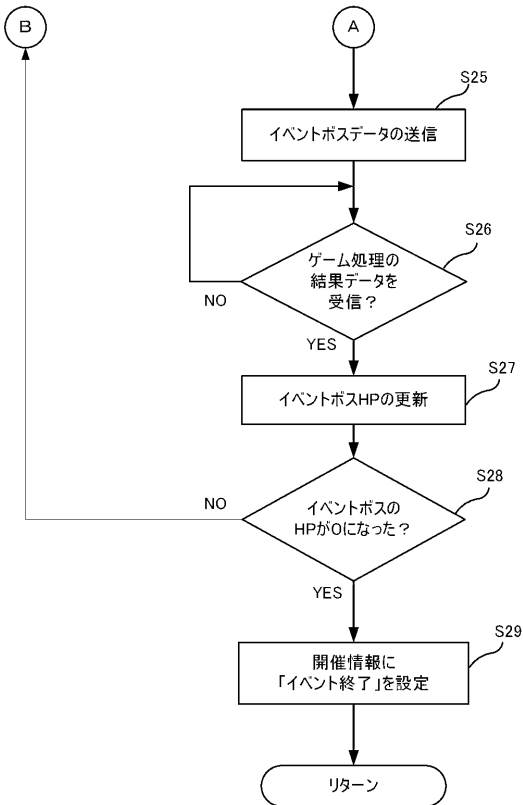 B
A
S25
イベントボスデータの送信
S26
ゲーム処理の
結果データを
受信？
NO
YES
S27
イベントボスHPの更新
S28
イベントボスの
HPが0になった？
NO
YES
S29
開催情報に
「イベント終了」を設定
リターン